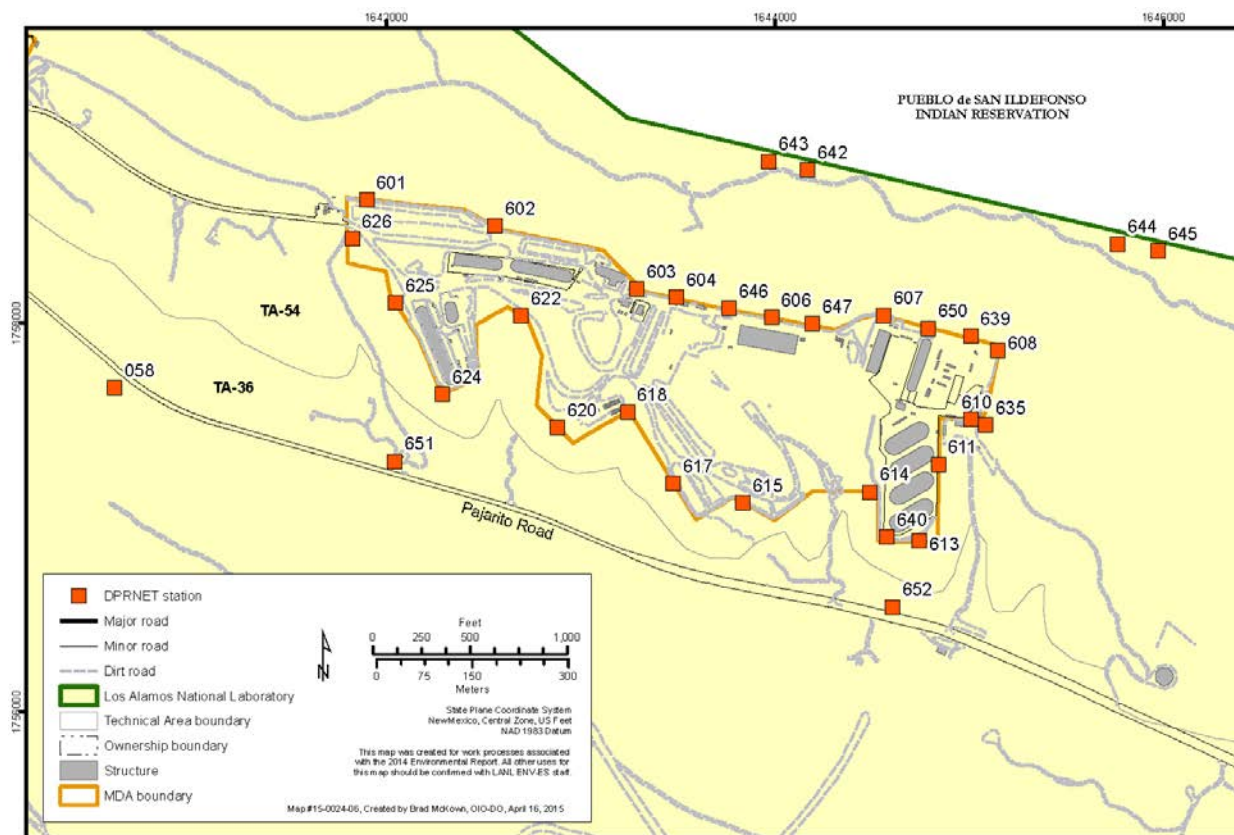 1642000
1644000
1646000
PUEBLO de SAN ILDEFONSO
INDIAN RESERVATION
643
642
644
645
601
602
626
603
604
646
606
647
607
650
639
608
625
622
TA-54
1758000
058
TA-36
624
618
620
610
635
611
651
617
615
614
640
613
Pajarito Road
652
DPRNET station
Major road
Minor road
Dirt road
Los Alamos National Laboratory
Technical Area boundary
Ownership boundary
Structure
MDA boundary
Feet
0 250 500 1,000
0 75 150 300
Meters
N
State Plane Coordinate System
New Mexico, Central Zone, US Feet
NAD 1983 Datum
This map was created for work processes associated
with the 2014 Environmental Report. All other uses for
this map should be confirmed with LANL ENV-ES staff.
Map #15-0024-06, Created by Brad McKown, OIO-DO, April 16, 2015
1756000